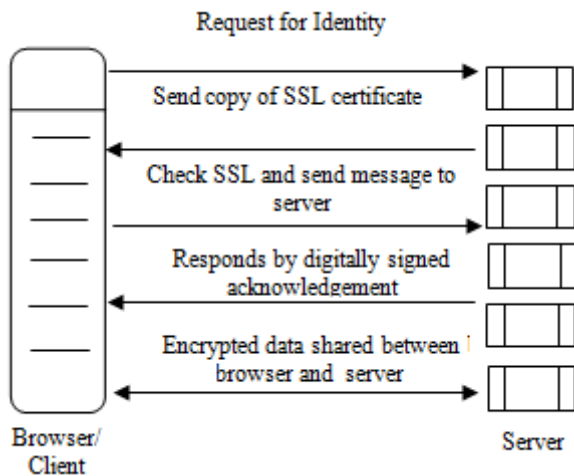 Request for Identity
Send copy of SSL certificate
Check SSL and send message to
server
Responds by digitally signed
acknowledgement
Encrypted data shared between
browser and server
Browser/
Client
Server